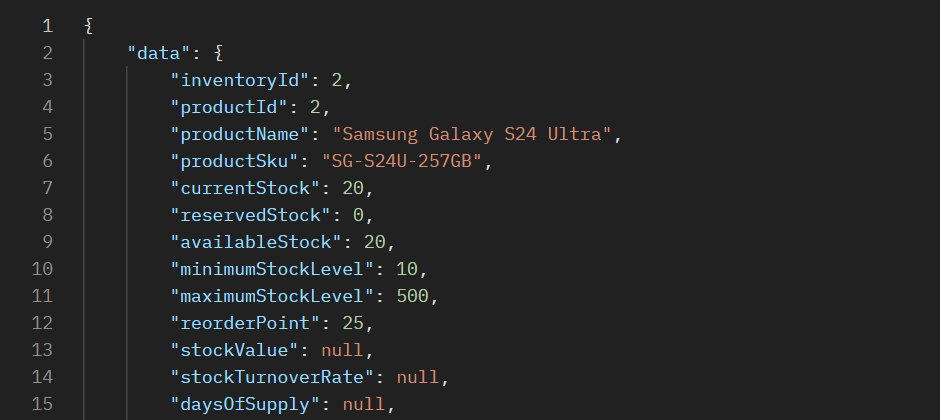 1 {
2 "data": {
3 "inventoryId": 2,
4 "productId": 2,
5 "productName": "Samsung Galaxy S24 Ultra",
6 "productSku": "SG-S24U-257GB",
7 "currentStock": 20,
8 "reservedStock": 0,
9 "availableStock": 20,
10 "minimumStockLevel": 10,
11 "maximumStockLevel": 500,
12 "reorderPoint": 25,
13 "stockValue": null,
14 "stockTurnoverRate": null,
15 "daysOfSupply": null,